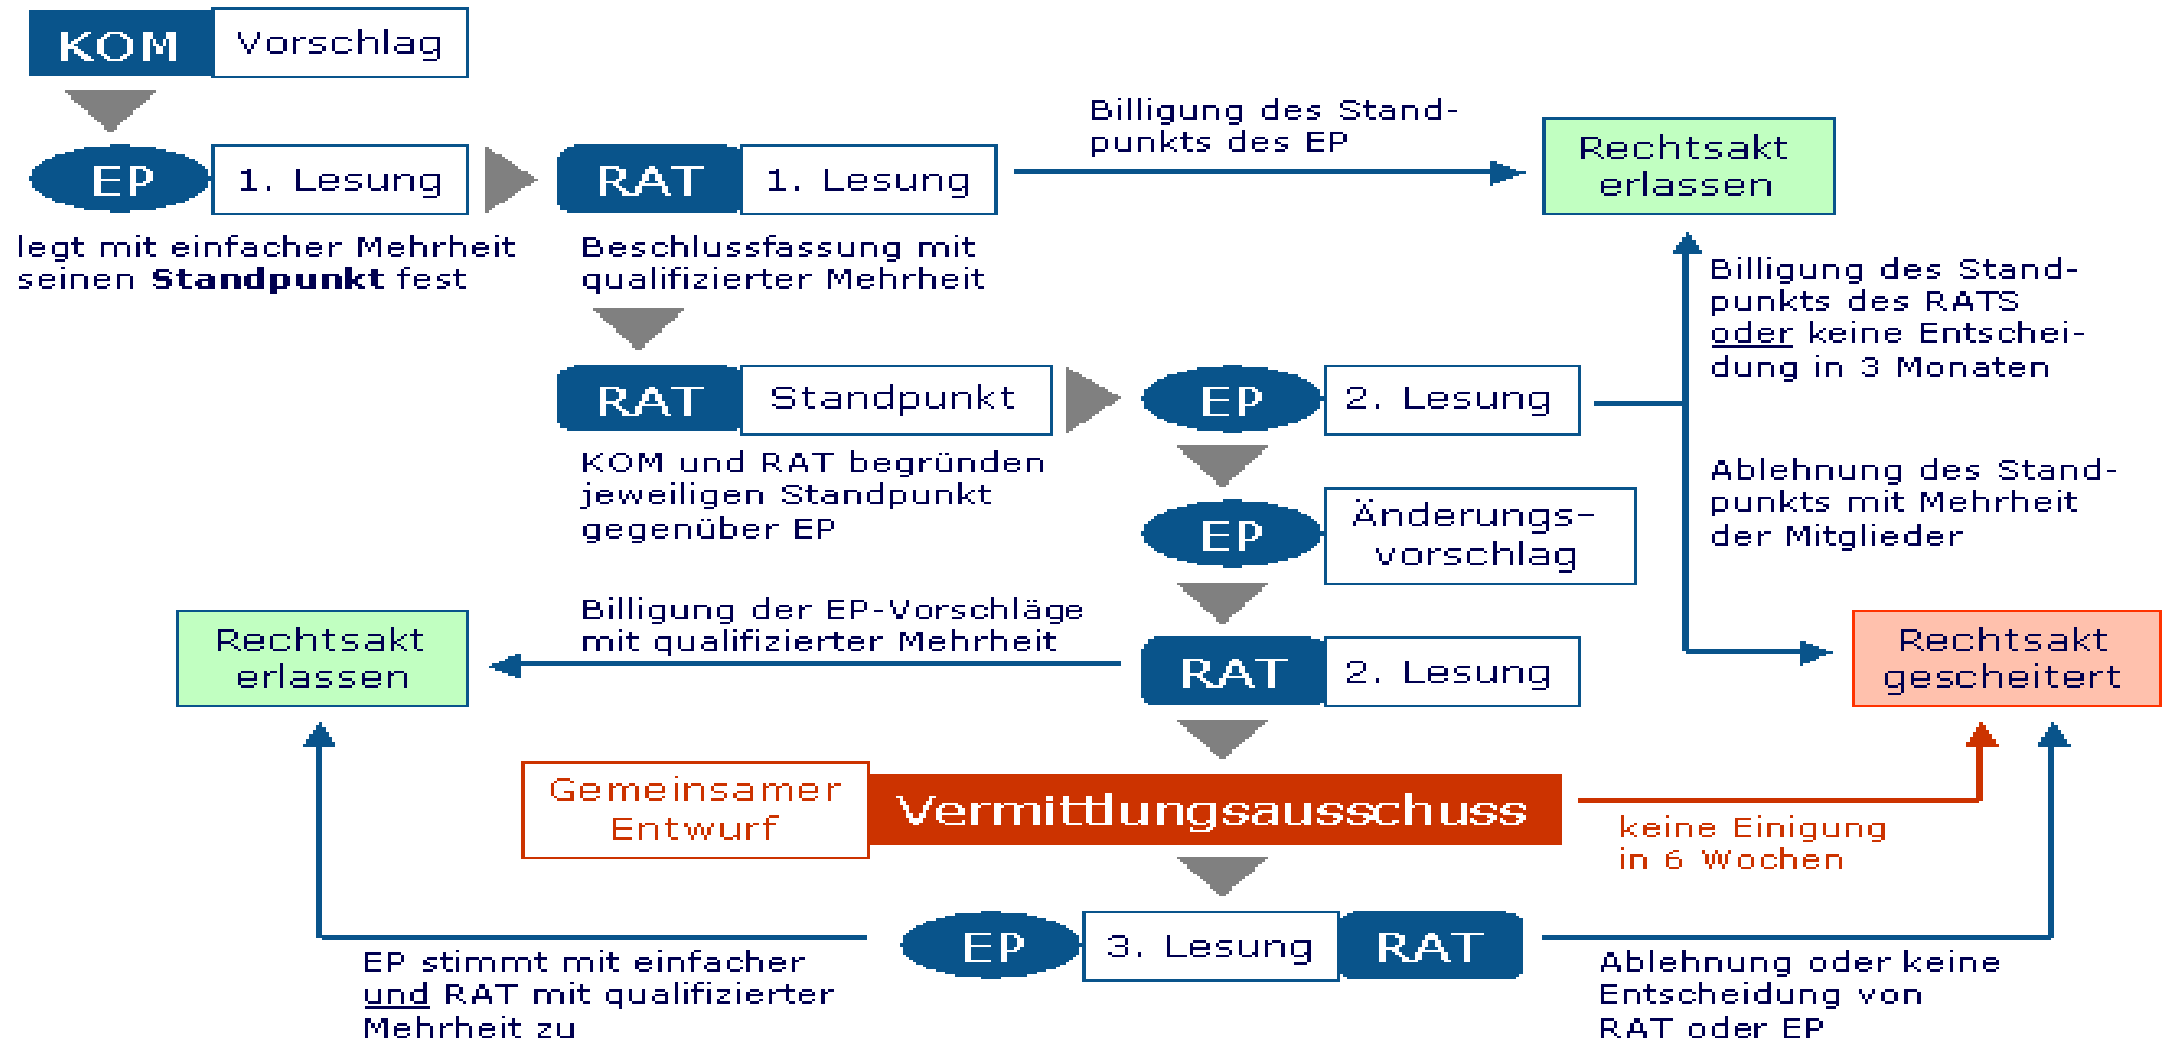 KOM Vorschlag
EP 1. Lesung
legt mit einfacher Mehrheit
seinen Standpunkt fest
RAT 1. Lesung
Beschlussfassung mit
qualifizierter Mehrheit
Billigung des Stand-
punkts des EP
Rechtsakt
erlassen
RAT Standpunkt
KOM und RAT begründen
jeweiligen Standpunkt
gegenüber EP
EP 2. Lesung
Billigung des Stand-
punkts des RATS
oder keine Entschei-
dung in 3 Monaten
Ablehnung des Stand-
punkts mit Mehrheit
der Mitglieder
EP Änderungs-
vorschlag
Billigung der EP-Vorschläge
mit qualifizierter Mehrheit
Rechtsakt
erlassen
RAT 2. Lesung
Rechtsakt
gescheitert
Gemeinsamer
Entwurf
Vermittlungsausschuss
keine Einigung
in 6 Wochen
EP 3. Lesung RAT
EP stimmt mit einfacher
und RAT mit qualifizierter
Mehrheit zu
Ablehnung oder keine
Entscheidung von
RAT oder EP